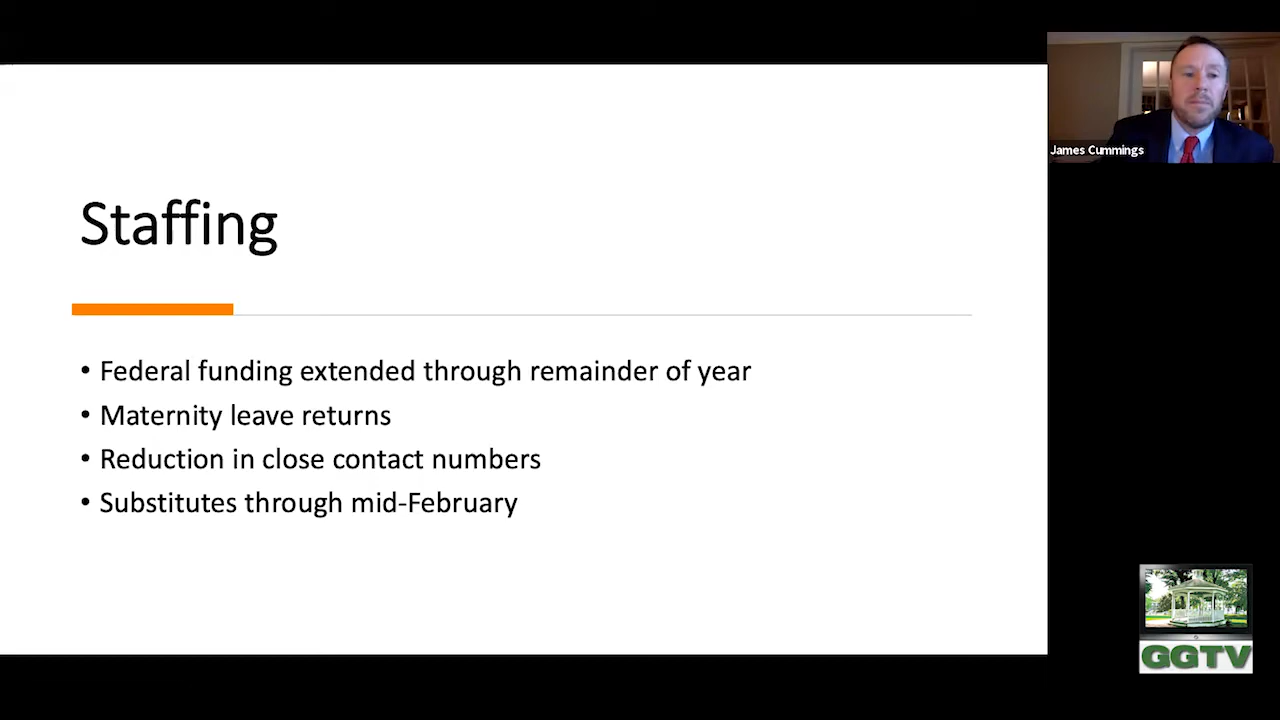 Staffing
• Federal funding extended through remainder of year
• Maternity leave returns
• Reduction in close contact numbers
• Substitutes through mid-February
James Cummings
GGTV